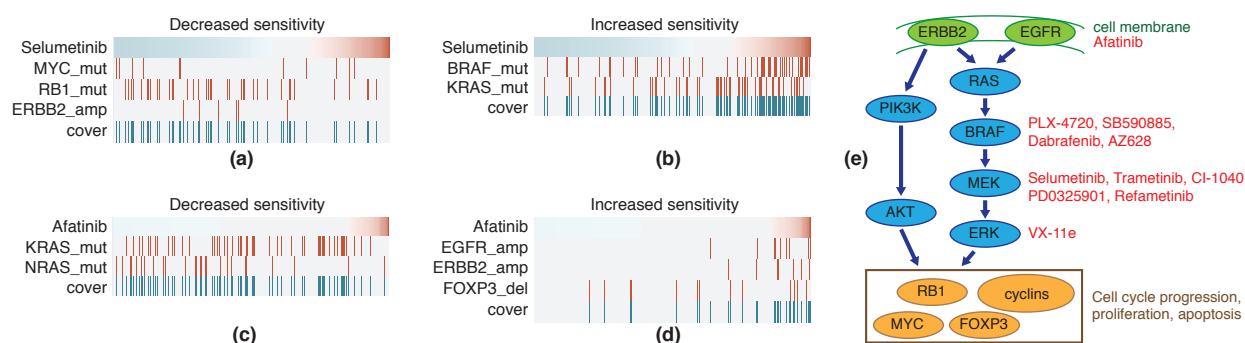 Decreased sensitivity
Selumetinib
MYC_mut
RB1_mut
ERBB2_amp
cover
(a)
Increased sensitivity
Selumetinib
BRAF_mut
KRAS_mut
cover
(b)
Decreased sensitivity
Afatinib
KRAS_mut
NRAS_mut
cover
(c)
Increased sensitivity
Afatinib
EGFR_amp
ERBB2_amp
FOXP3_del
cover
(d)
(e)
ERBB2
EGFR
cell membrane
Afatinib
RAS
PIK3K
BRAF
PLX-4720, SB590885,
Dabrafenib, AZ628
MEK
Selumetinib, Trametinib, CI-1040
PD0325901, Refametinib
AKT
ERK
VX-11e
RB1
cyclins
MYC
FOXP3
Cell cycle progression,
proliferation, apoptosis